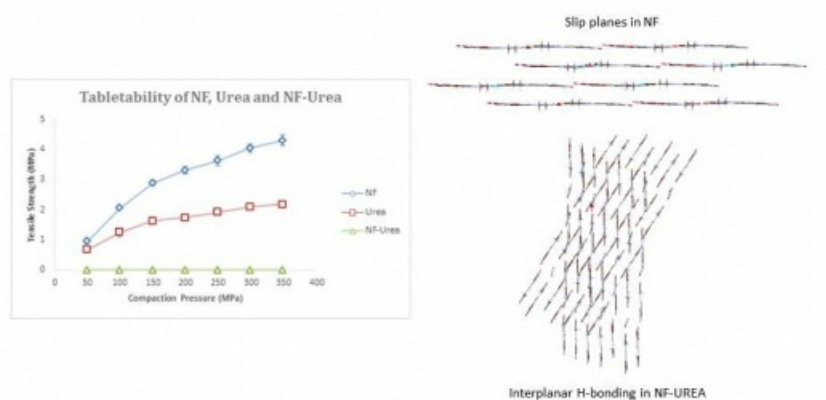 Tabletability of NF, Urea and NF-Urea
5
4
3
2
1
0
Tensile Strength (MPa)
0 50 100 150 200 250 300 350 400
Compaction Pressure (MPa)
NF
Urea
NF-Urea
Slip planes in NF
Interplanar H-bonding in NF-UREA